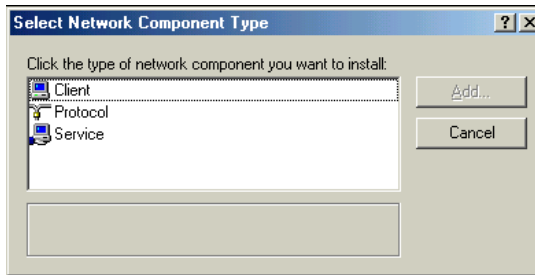 Select Network Component Type
Click the type of network component you want to install:
Client
Protocol
Service
Add...
Cancel